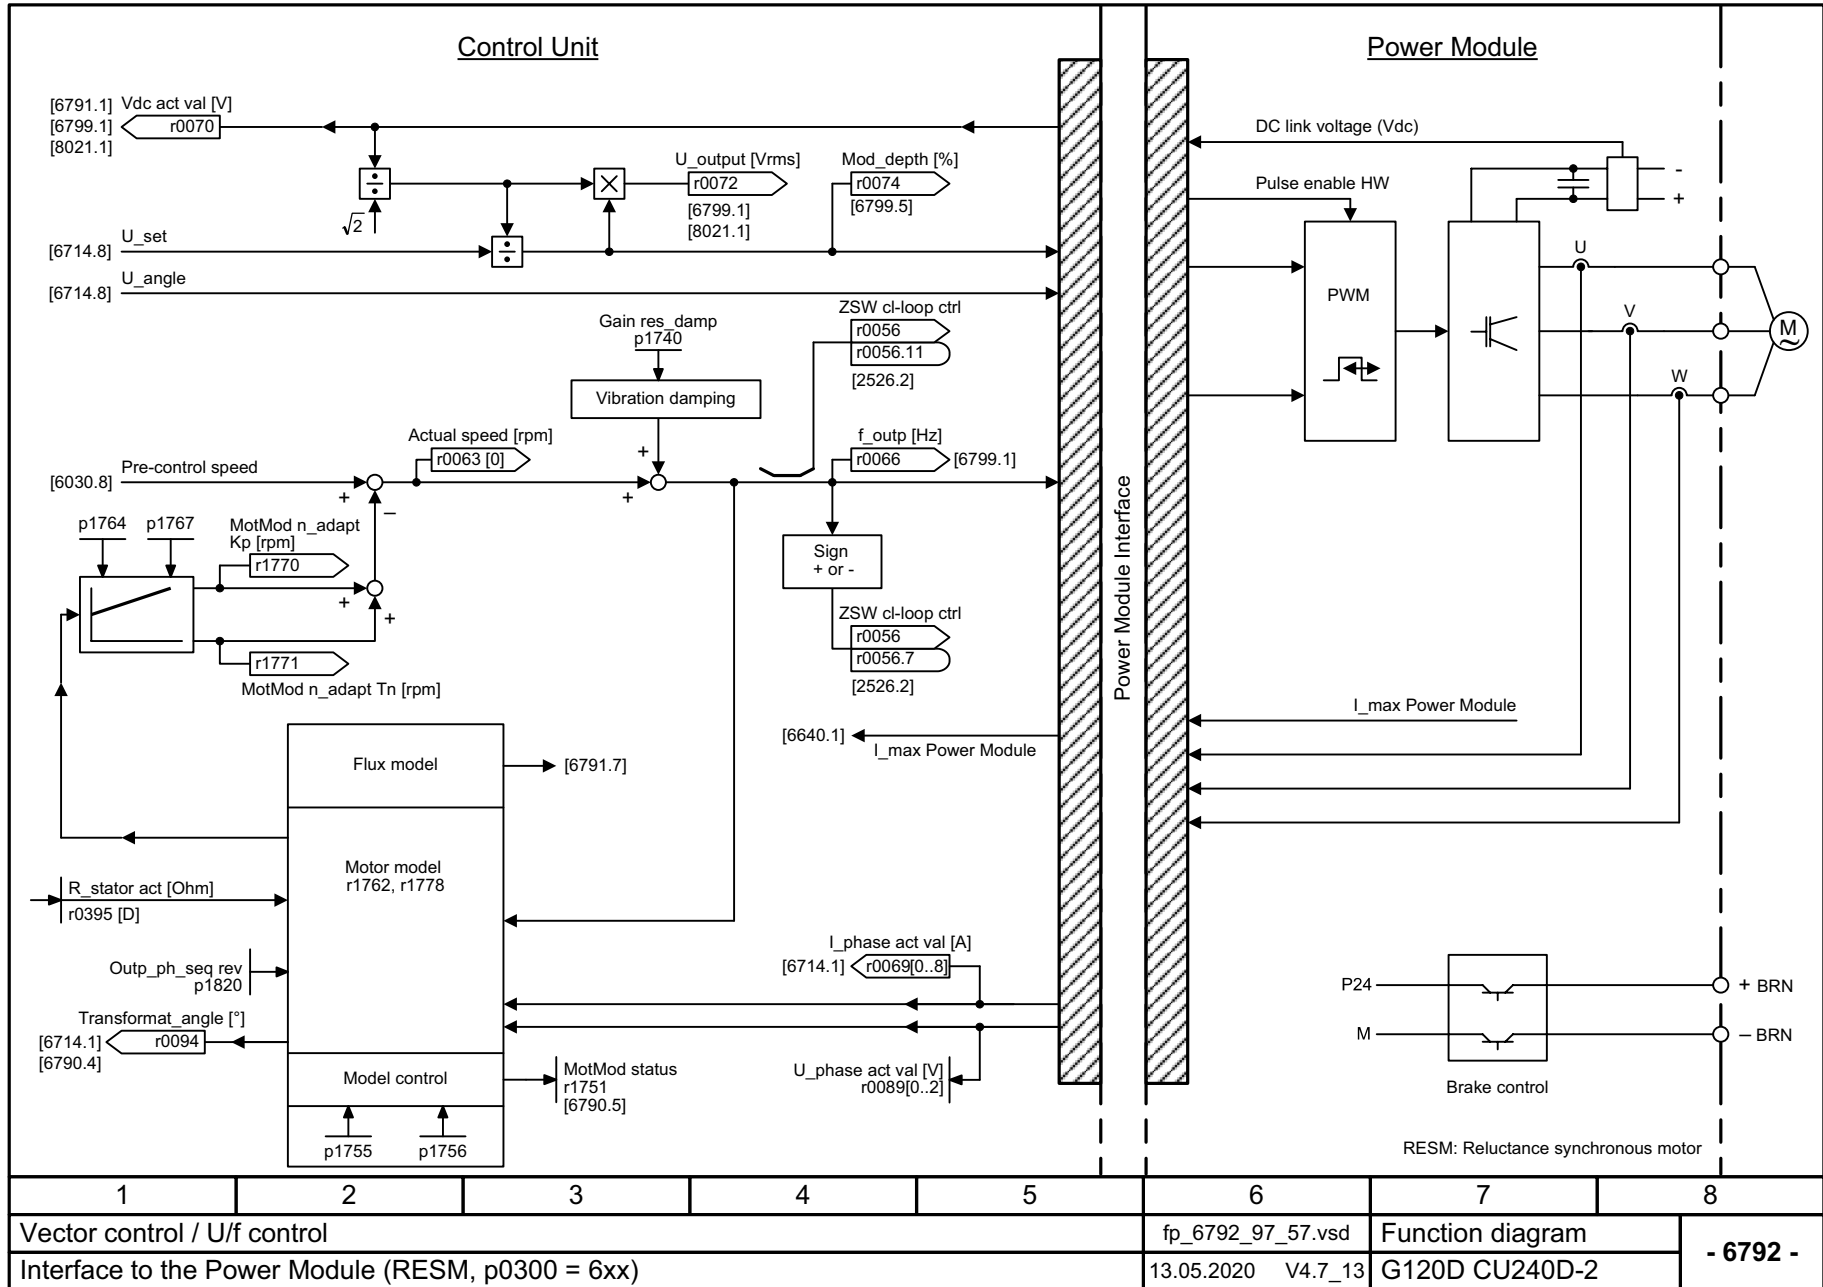 Control Unit
Power Module
[6791.1] Vdc act val [V]
[6799.1] r0070
[8021.1]
DC link voltage (Vdc)
U_output [Vrms]
r0072
[6799.1]
[8021.1]
Mod_depth [%]
r0074
[6799.5]
÷
×
√2
÷
Pulse enable HW
-
+
U_set
[6714.8]
U_angle
[6714.8]
PWM
U
V
W
M
~
Gain res_damp
p1740
Vibration damping
ZSW cl-loop ctrl
r0056
r0056.11
[2526.2]
Actual speed [rpm]
r0063 [0]
f_outp [Hz]
r0066 [6799.1]
Pre-control speed
[6030.8]
+
–
+
+
p1764 p1767
MotMod n_adapt
Kp [rpm]
r1770
+
+
r1771
MotMod n_adapt Tn [rpm]
Sign
+ or -
ZSW cl-loop ctrl
r0056
r0056.7
[2526.2]
Power Module Interface
I_max Power Module
[6640.1]
I_max Power Module
Flux model
[6791.7]
Motor model
r1762, r1778
R_stator act [Ohm]
r0395 [D]
Outp_ph_seq rev
p1820
Transformat_angle [°]
[6714.1] r0094
[6790.4]
I_phase act val [A]
[6714.1] r0069[0..8]
U_phase act val [V]
r0089[0..2]
Model control
MotMod status
r1751
[6790.5]
p1755 p1756
P24
+ BRN
M
– BRN
Brake control
RESM: Reluctance synchronous motor
1 2 3 4 5 6 7 8
Vector control / U/f control
fp_6792_97_57.vsd
Function diagram
- 6792 -
Interface to the Power Module (RESM, p0300 = 6xx)
13.05.2020 V4.7_13
G120D CU240D-2